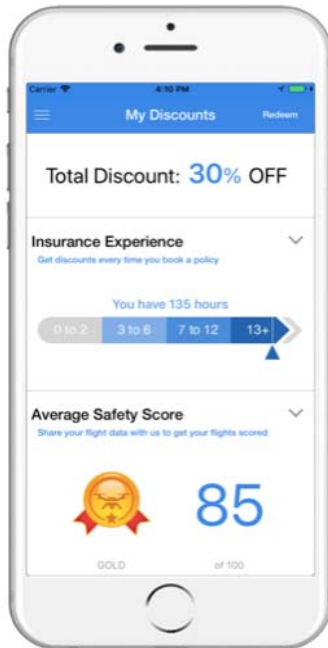 Carrier 4:10 PM
My Discounts Redeem
Total Discount: 30% OFF
Insurance Experience
Get discounts every time you book a policy
You have 135 hours
0 to 2 3 to 6 7 to 12 13+
Average Safety Score
Share your flight data with us to get your flights scored
85
GOLD of 100